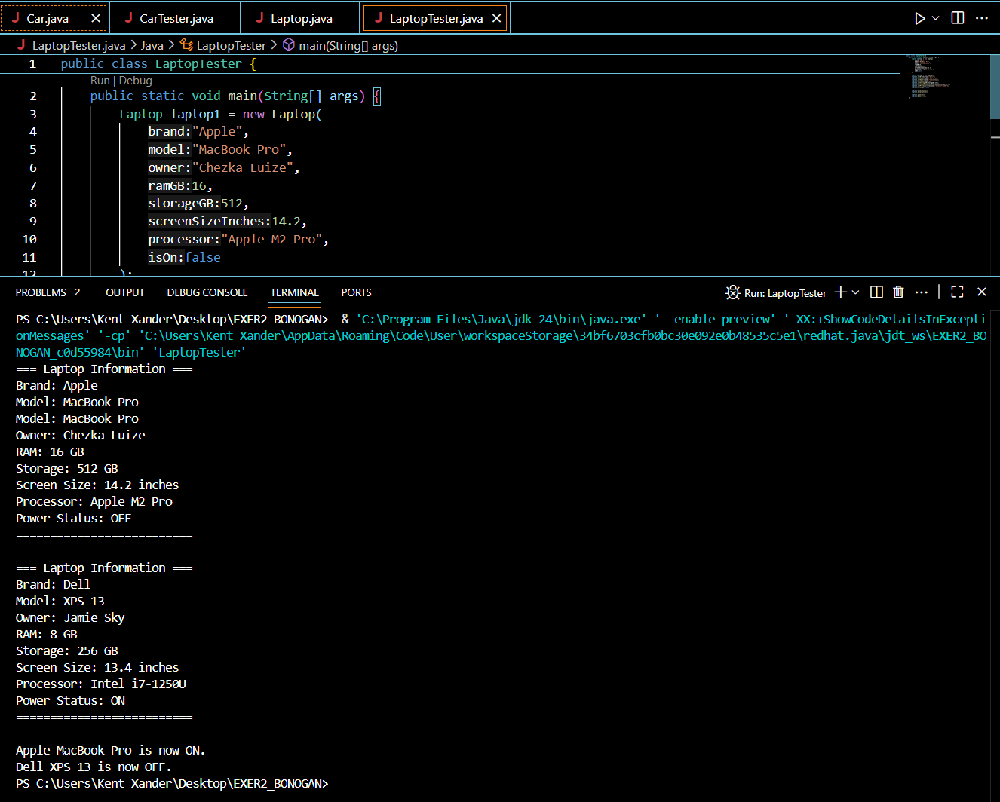 J Car.java × J CarTester.java J Laptop.java J LaptopTester.java ×
J LaptopTester.java > Java > LaptopTester > main(String[] args)
1 public class LaptopTester {
Run | Debug
2 public static void main(String[] args) {
3 Laptop laptop1 = new Laptop(
4 brand:"Apple",
5 model:"MacBook Pro",
6 owner:"Chezka Luize",
7 ramGB:16,
8 storageGB:512,
9 screenSizeInches:14.2,
10 processor:"Apple M2 Pro",
11 isOn:false
12 );
PROBLEMS 2 OUTPUT DEBUG CONSOLE TERMINAL PORTS Run: LaptopTester
PS C:\Users\Kent Xander\Desktop\EXER2_BONOGAN> & 'C:\Program Files\Java\jdk-24\bin\java.exe' '--enable-preview' '-XX:+ShowCodeDetailsInExcepti
onMessages' '-cp' 'C:\Users\Kent Xander\AppData\Roaming\Code\User\workspaceStorage\34bf6703cfb0bc30e092e0b48535c5e1\redhat.java\jdt_ws\EXER2_BO
NOGAN_c0d55984\bin' 'LaptopTester'
=== Laptop Information ===
Brand: Apple
Model: MacBook Pro
Model: MacBook Pro
Owner: Chezka Luize
RAM: 16 GB
Storage: 512 GB
Screen Size: 14.2 inches
Processor: Apple M2 Pro
Power Status: OFF
==========================
=== Laptop Information ===
Brand: Dell
Model: XPS 13
Owner: Jamie Sky
RAM: 8 GB
Storage: 256 GB
Screen Size: 13.4 inches
Processor: Intel i7-1250U
Power Status: ON
==========================
Apple MacBook Pro is now ON.
Dell XPS 13 is now OFF.
PS C:\Users\Kent Xander\Desktop\EXER2_BONOGAN>